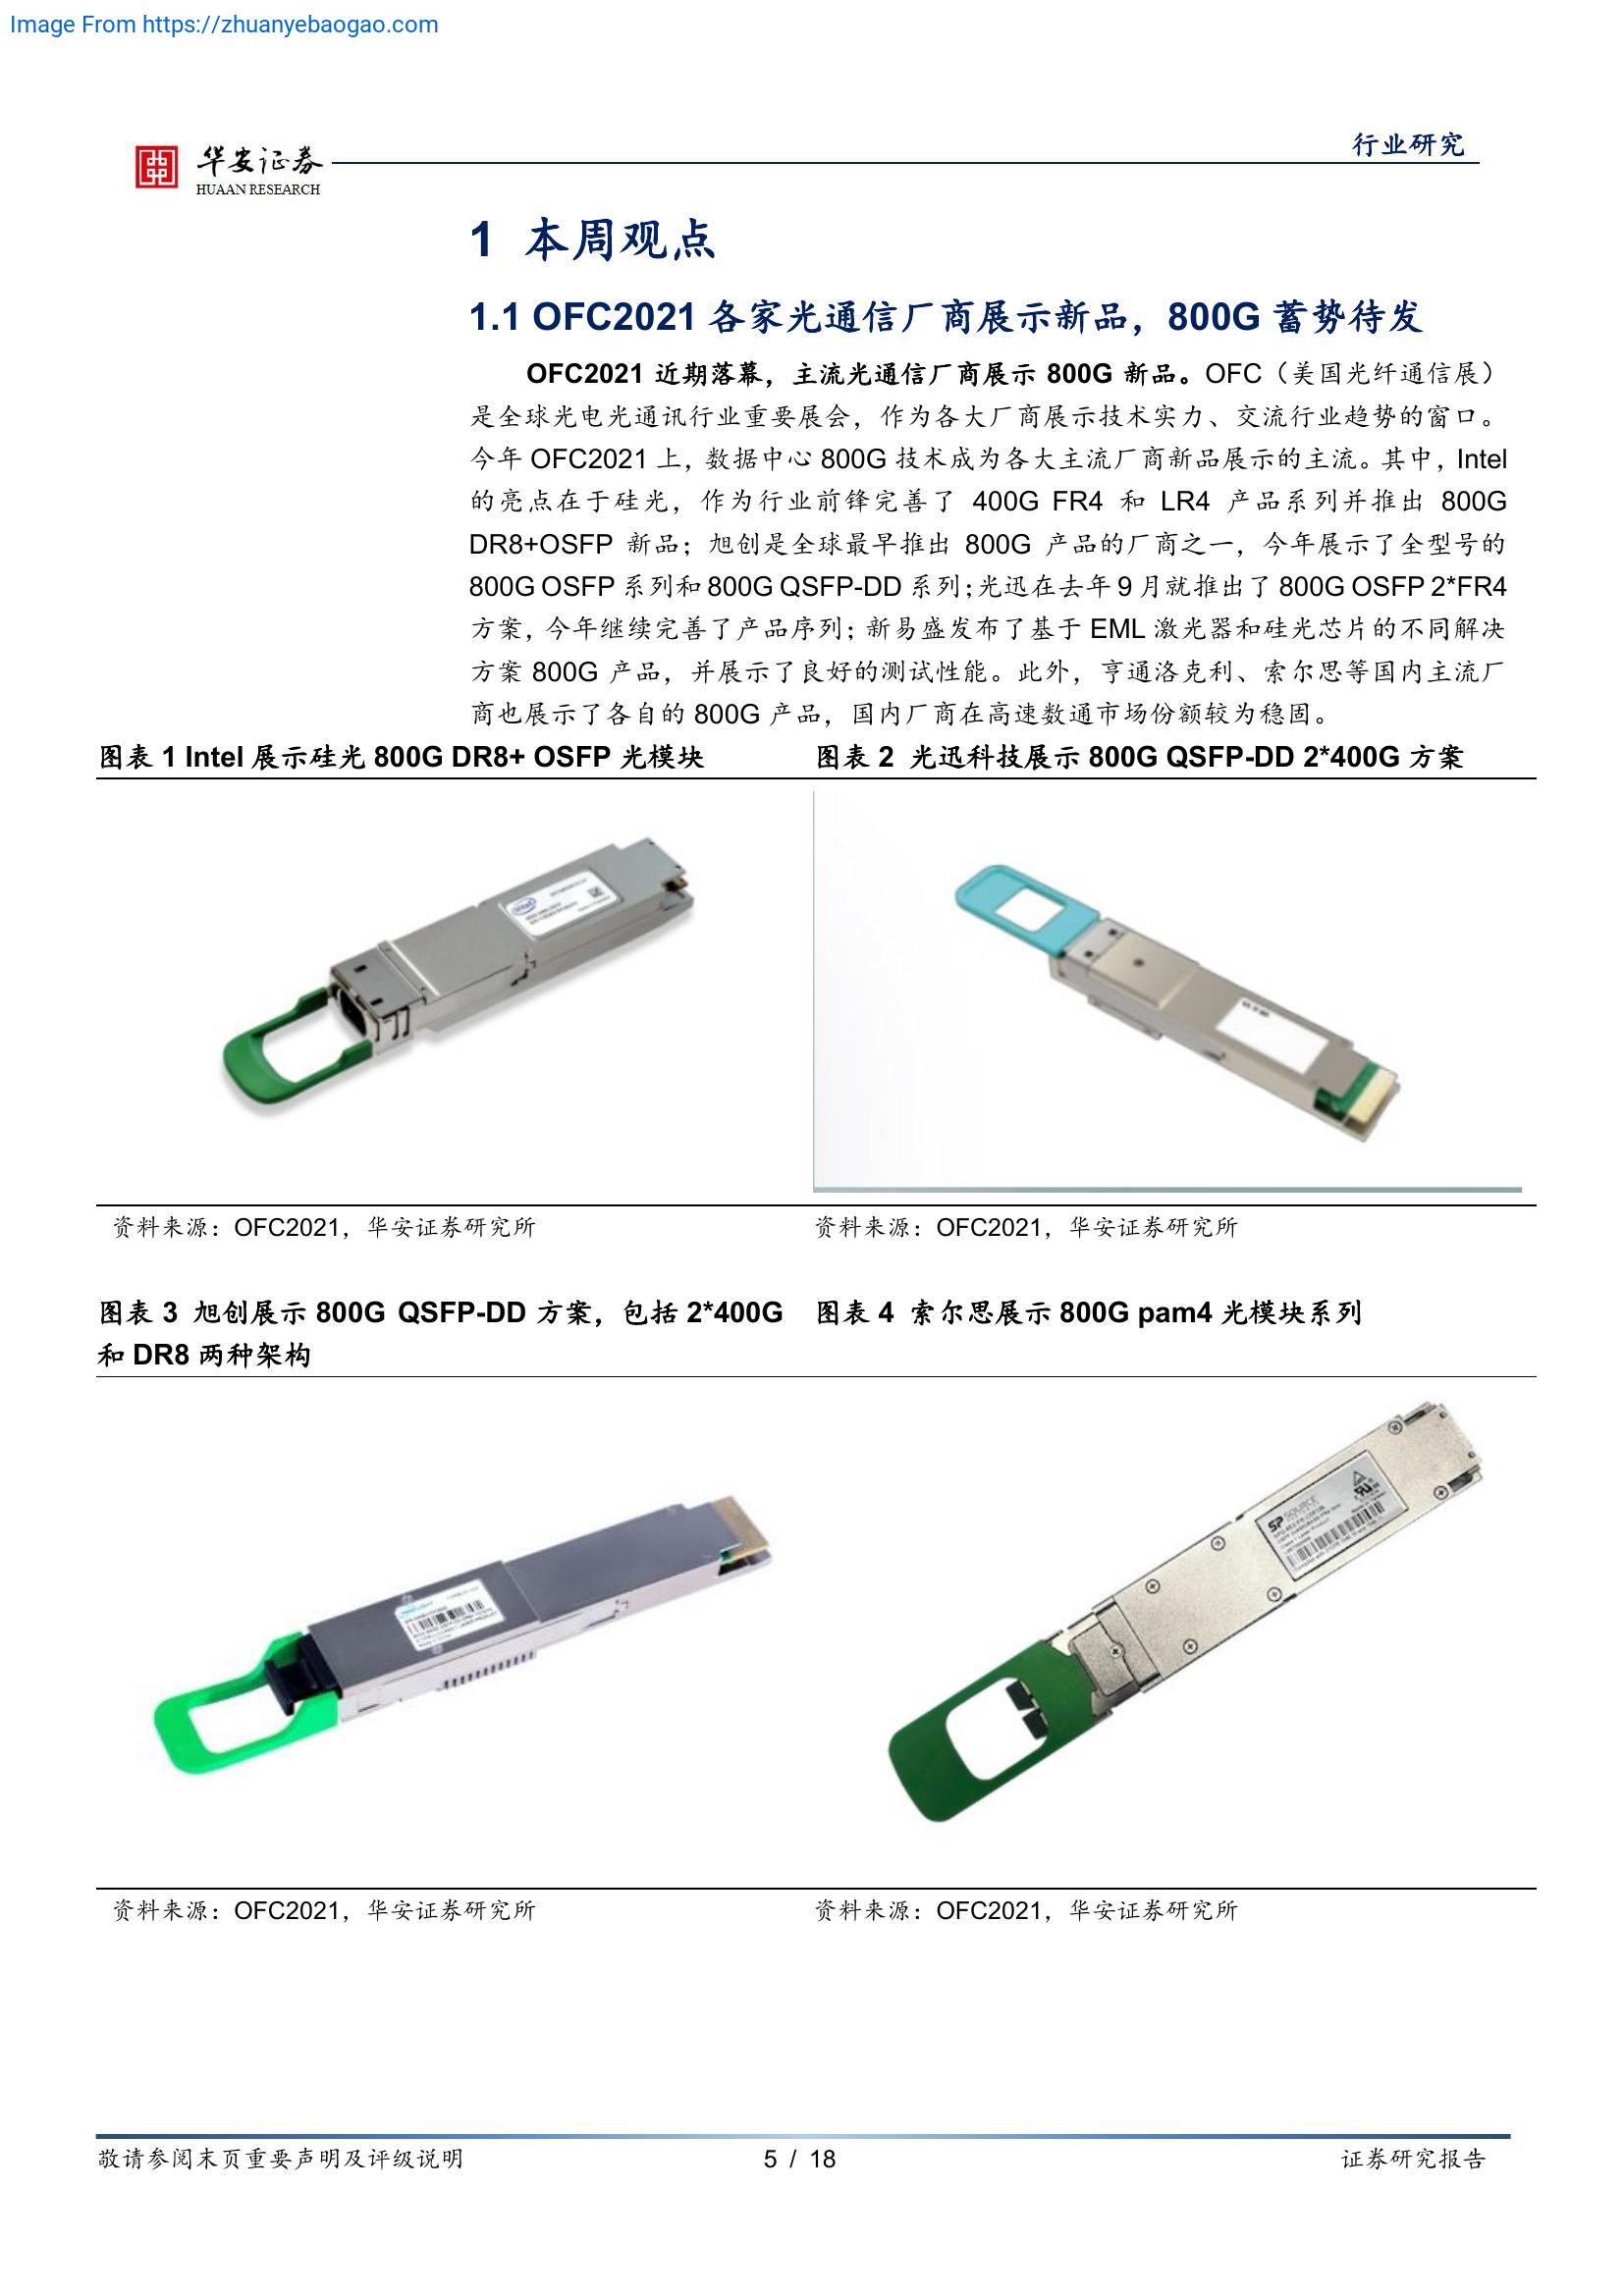 Image From https://zhuanyebaogao.com
华安证券
HUAAN RESEARCH
行业研究
1 本周观点
1.1 OFC2021 各家光通信厂商展示新品，800G 蓄势待发
OFC2021 近期落幕，主流光通信厂商展示 800G 新品。OFC（美国光纤通信展）
是全球光电光通讯行业重要展会，作为各大厂商展示技术实力、交流行业趋势的窗口。
今年 OFC2021 上，数据中心 800G 技术成为各大主流厂商新品展示的主流。其中，Intel
的亮点在于硅光，作为行业前锋完善了 400G FR4 和 LR4 产品系列并推出 800G
DR8+OSFP 新品；旭创是全球最早推出 800G 产品的厂商之一，今年展示了全型号的
800G OSFP 系列和 800G QSFP-DD 系列；光迅在去年 9 月就推出了 800G OSFP 2*FR4
方案，今年继续完善了产品序列；新易盛发布了基于 EML 激光器和硅光芯片的不同解决
方案 800G 产品，并展示了良好的测试性能。此外，亨通洛克利、索尔思等国内主流厂
商也展示了各自的 800G 产品，国内厂商在高速数通市场份额较为稳固。
图表 1 Intel 展示硅光 800G DR8+ OSFP 光模块
图表 2 光迅科技展示 800G QSFP-DD 2*400G 方案
intel
资料来源：OFC2021，华安证券研究所
资料来源：OFC2021，华安证券研究所
图表 3 旭创展示 800G QSFP-DD 方案，包括 2*400G
和 DR8 两种架构
图表 4 索尔思展示 800G pam4 光模块系列
SP SOURCE
资料来源：OFC2021，华安证券研究所
资料来源：OFC2021，华安证券研究所
敬请参阅末页重要声明及评级说明
5 / 18
证券研究报告